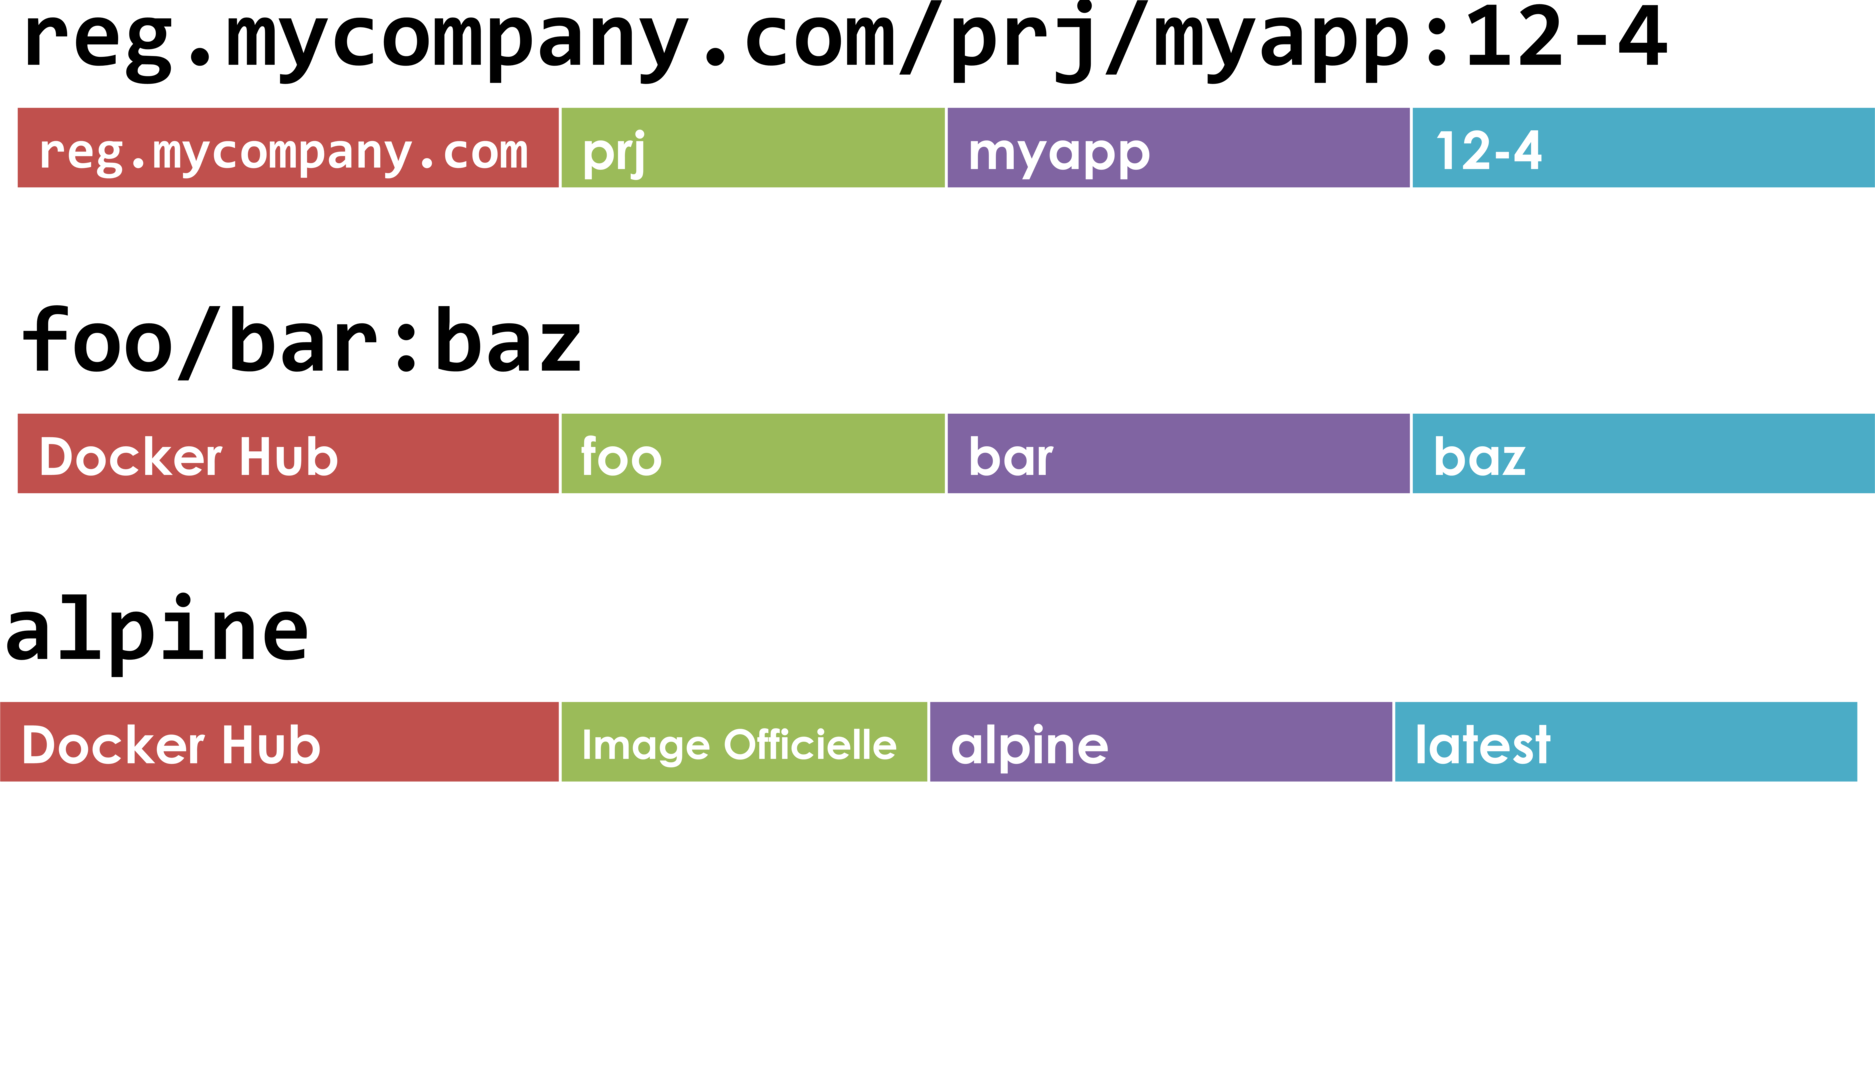 reg.mycompany.com/prj/myapp:12-4
reg.mycompany.com prj myapp 12-4
foo/bar:baz
Docker Hub foo bar baz
alpine
Docker Hub Image Officielle alpine latest